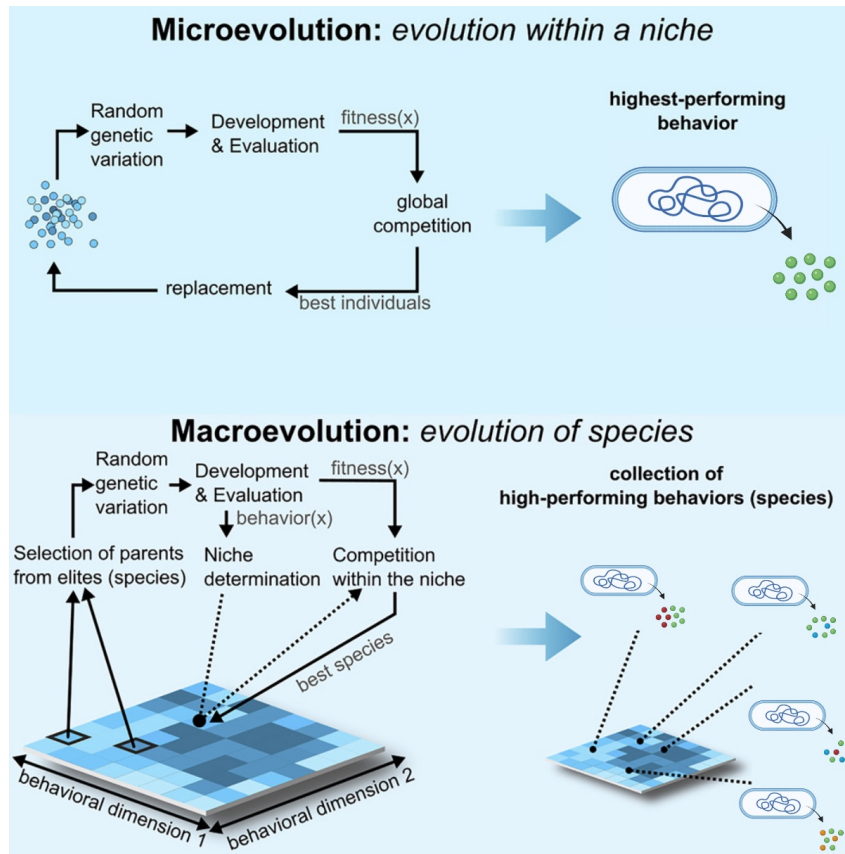 Microevolution: evolution within a niche
Random
genetic
variation
Development
& Evaluation
fitness(x)
global
competition
best individuals
replacement
highest-performing
behavior
Macroevolution: evolution of species
Random
genetic
variation
Development
& Evaluation
fitness(x)
behavior(x)
Selection of parents
from elites (species)
Niche
determination
Competition
within the niche
best species
behavioral dimension 1
behavioral dimension 2
collection of
high-performing behaviors (species)